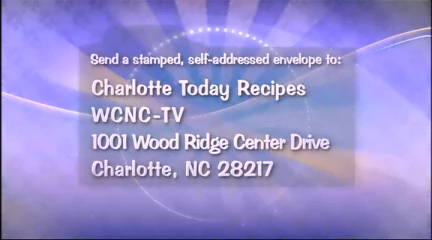 Send a stamped, self-addressed envelope to:
Charlotte Today Recipes
WCNC-TV
1001 Wood Ridge Center Drive
Charlotte, NC 28217